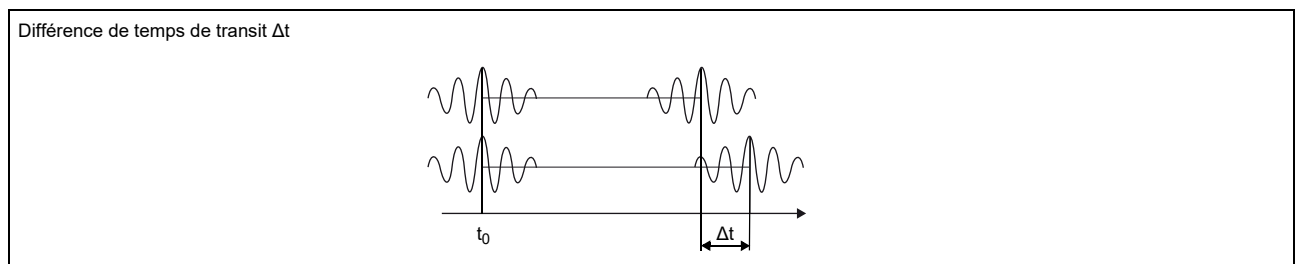 Différence de temps de transit Δt
t₀
Δt